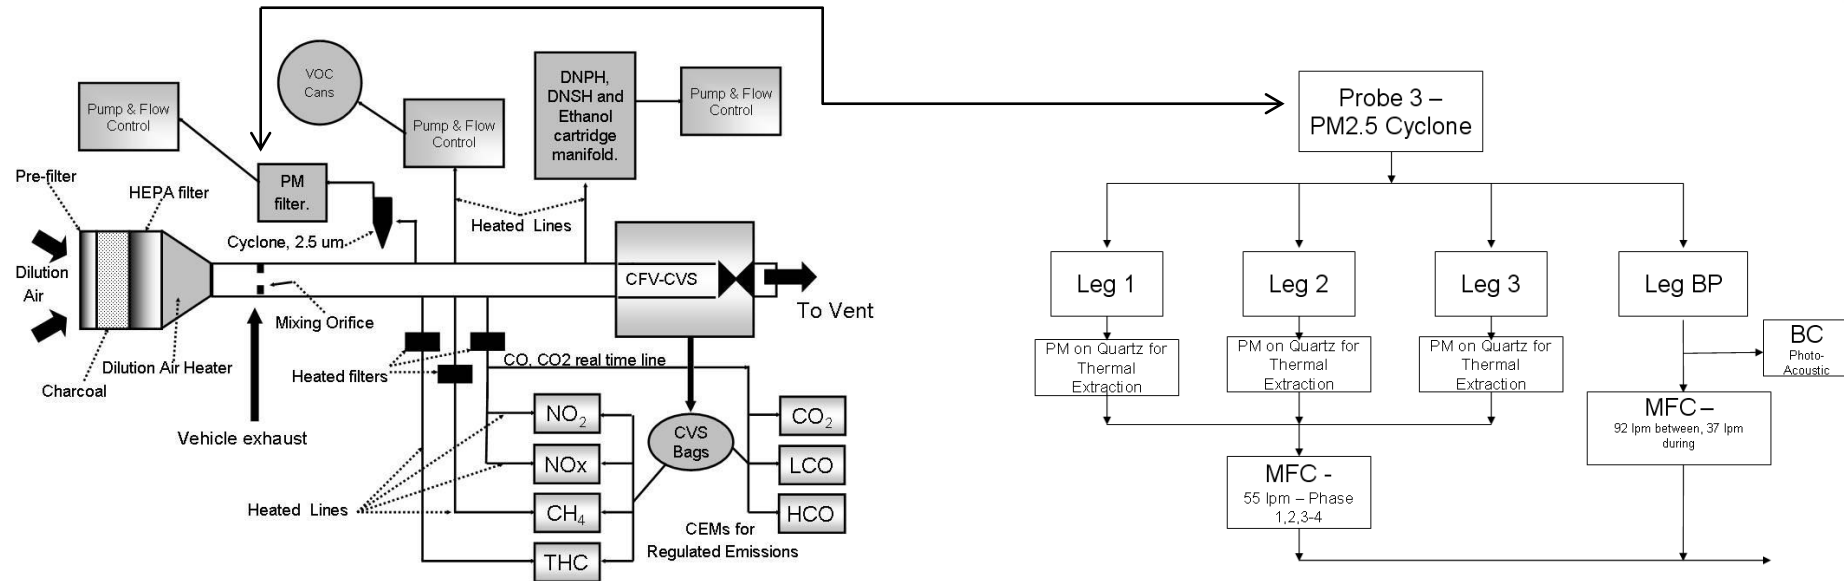 Pump & Flow
Control
VOC
Cans
Pump & Flow
Control
DNPH,
DNSH and
Ethanol
cartridge
manifold.
Pump & Flow
Control
Pre-filter
HEPA filter
PM
filter.
Cyclone, 2.5 um
Heated Lines
Dilution
Air
CFV-CVS
To Vent
Mixing Orifice
Dilution Air Heater
Charcoal
Vehicle exhaust
Heated filters
CO, CO2 real time line
NO2
NOx
CH4
THC
CVS
Bags
CO2
LCO
HCO
Heated Lines
CEMs for
Regulated Emissions
Probe 3 –
PM2.5 Cyclone
Leg 1
Leg 2
Leg 3
Leg BP
PM on Quartz for
Thermal
Extraction
PM on Quartz for
Thermal
Extraction
PM on Quartz for
Thermal
Extraction
BC
Photo-
Acoustic
MFC –
92 lpm between, 37 lpm
during
MFC -
55 lpm – Phase
1,2,3-4